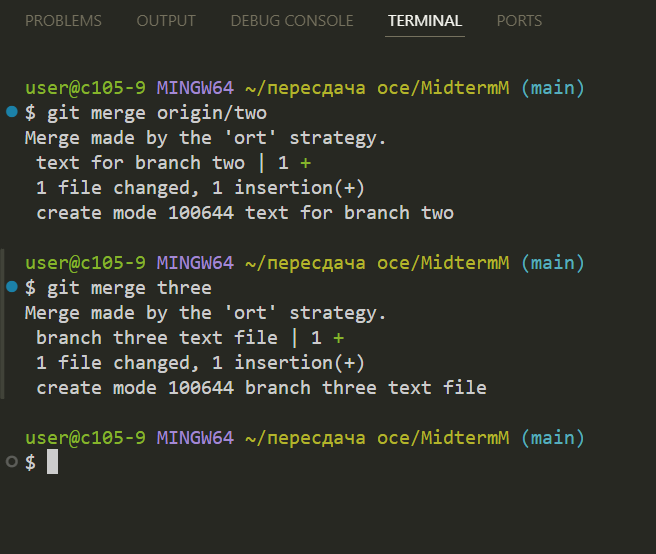 PROBLEMS OUTPUT DEBUG CONSOLE TERMINAL PORTS
user@c105-9 MINGW64 ~/пересдача осе/MidtermM (main)
$ git merge origin/two
Merge made by the 'ort' strategy.
 text for branch two | 1 +
 1 file changed, 1 insertion(+)
 create mode 100644 text for branch two
user@c105-9 MINGW64 ~/пересдача осе/MidtermM (main)
$ git merge three
Merge made by the 'ort' strategy.
 branch three text file | 1 +
 1 file changed, 1 insertion(+)
 create mode 100644 branch three text file
user@c105-9 MINGW64 ~/пересдача осе/MidtermM (main)
$